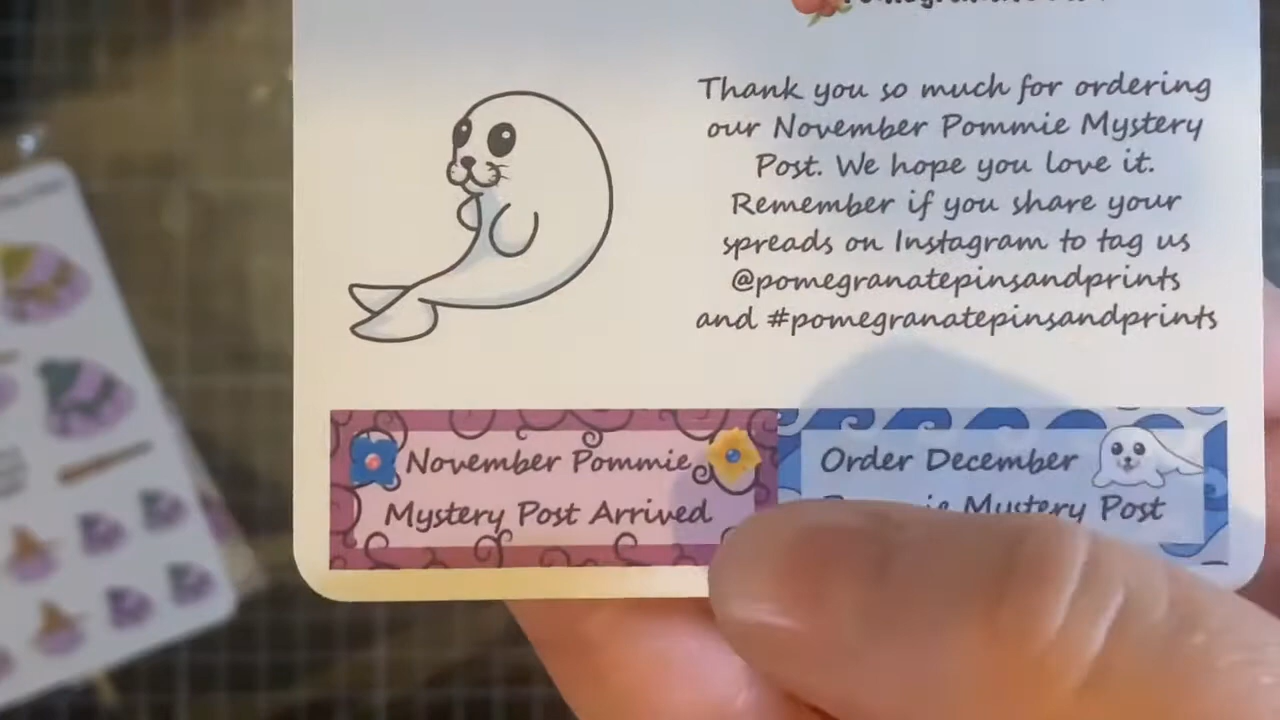 Thank you so much for ordering
our November Pommie Mystery
Post. We hope you love it.
Remember if you share your
spreads on Instagram to tag us
@pomegranatepinsandprints
and #pomegranatepinsandprints
November Pommie
Mystery Post Arrived
Order December
Mystery Post